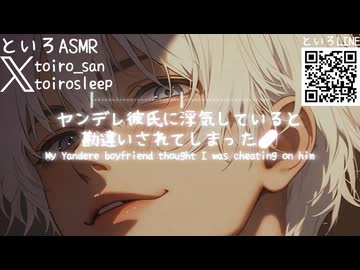 といろASMR
といろLINE
X toiro_san
toirosleep
ヤンデレ彼氏に浮気していると
勘違いされてしまった
My Yandere boyfriend thought I was cheating on him